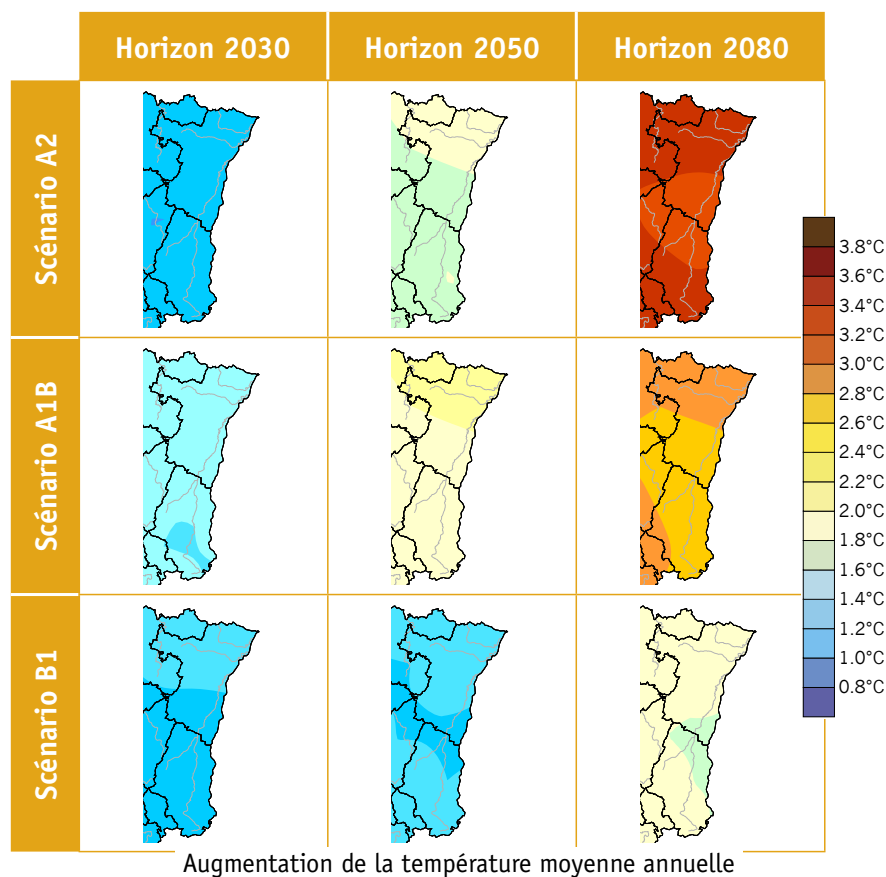 Horizon 2030
Horizon 2050
Horizon 2080
Scénario A2
Scénario A1B
Scénario B1
3.8°C
3.6°C
3.4°C
3.2°C
3.0°C
2.8°C
2.6°C
2.4°C
2.2°C
2.0°C
1.8°C
1.6°C
1.4°C
1.2°C
1.0°C
0.8°C
Augmentation de la température moyenne annuelle